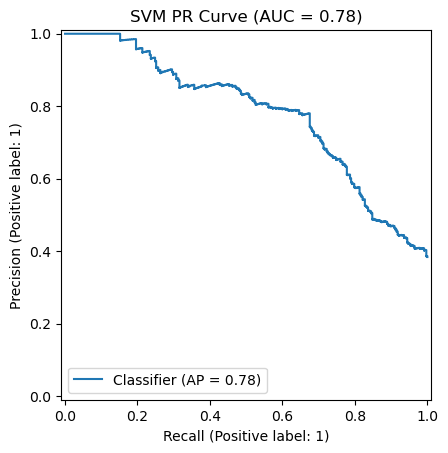 SVM PR Curve (AUC = 0.78)
1.0
0.8
0.6
0.4
0.2
0.0
Precision (Positive label: 1)
Classifier (AP = 0.78)
0.0 0.2 0.4 0.6 0.8 1.0
Recall (Positive label: 1)